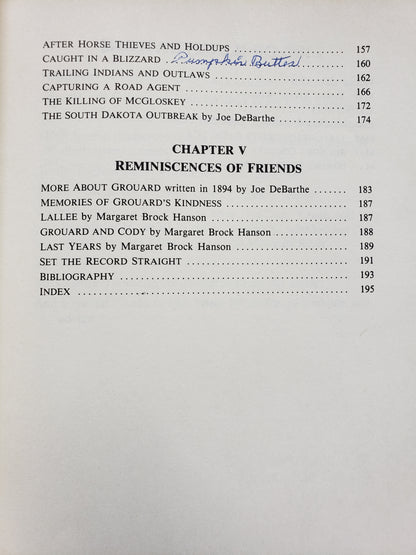 AFTER HORSE THIEVES AND HOLDUPS .................... 157
CAUGHT IN A BLIZZARD . Pumpkin Buttes .......... 160
TRAILING INDIANS AND OUTLAWS ........................ 162
CAPTURING A ROAD AGENT ............................. 166
THE KILLING OF MCGLOSKEY ............................ 172
THE SOUTH DAKOTA OUTBREAK by Joe DeBarthe ............ 174
CHAPTER V
REMINISCENCES OF FRIENDS
MORE ABOUT GROUARD written in 1894 by Joe DeBarthe ....... 183
MEMORIES OF GROUARD'S KINDNESS ...................... 187
LALLEE by Margaret Brock Hanson ........................ 187
GROUARD AND CODY by Margaret Brock Hanson ............. 188
LAST YEARS by Margaret Brock Hanson .................... 189
SET THE RECORD STRAIGHT ............................. 191
BIBLIOGRAPHY ....................................... 193
INDEX .............................................. 195